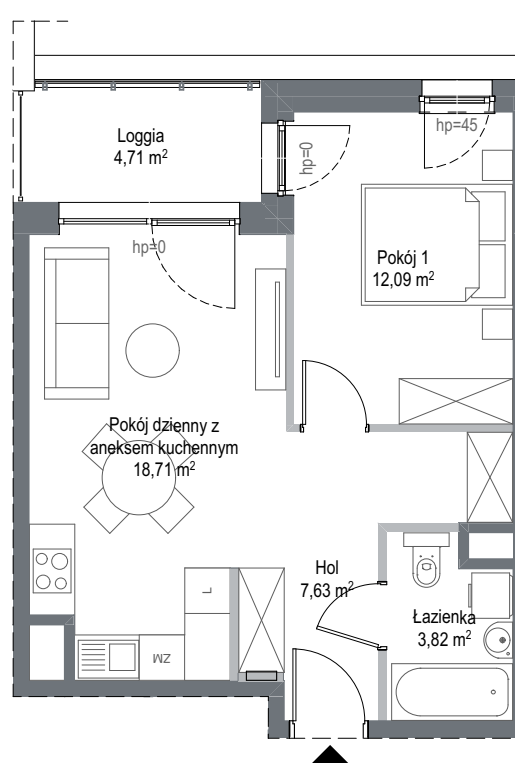 Loggia
4,71 m²
hp=0
hp=45
hp=0
Pokój 1
12,09 m²
Pokój dzienny z
aneksem kuchennym
18,71 m²
Hol
7,63 m²
Łazienka
3,82 m²
L
ZM